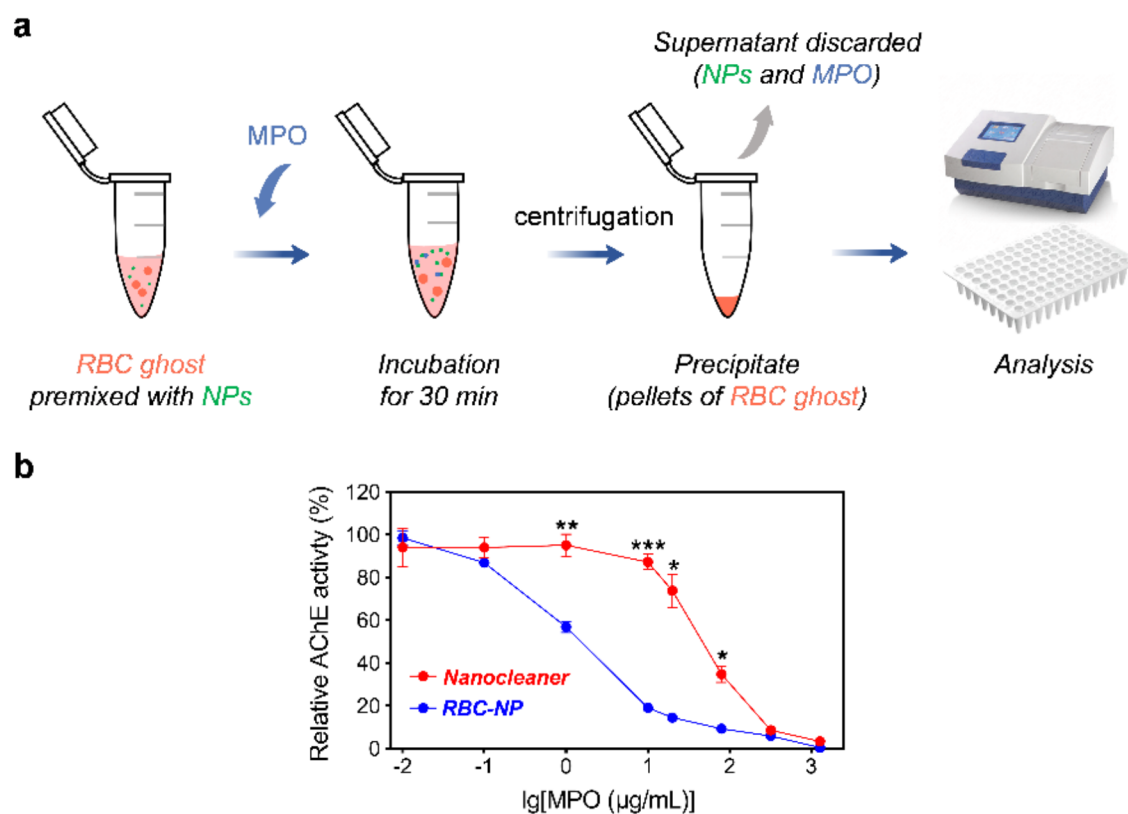 a
Supernatant discarded
(NPs and MPO)
MPO
centrifugation
RBC ghost
premixed with NPs
Incubation
for 30 min
Precipitate
(pellets of RBC ghost)
Analysis
b
Relative AChE activty (%)
120
100
80
60
40
20
0
**
***
*
*
Nanocleaner
RBC-NP
-2 -1 0 1 2 3
lg[MPO (μg/mL)]